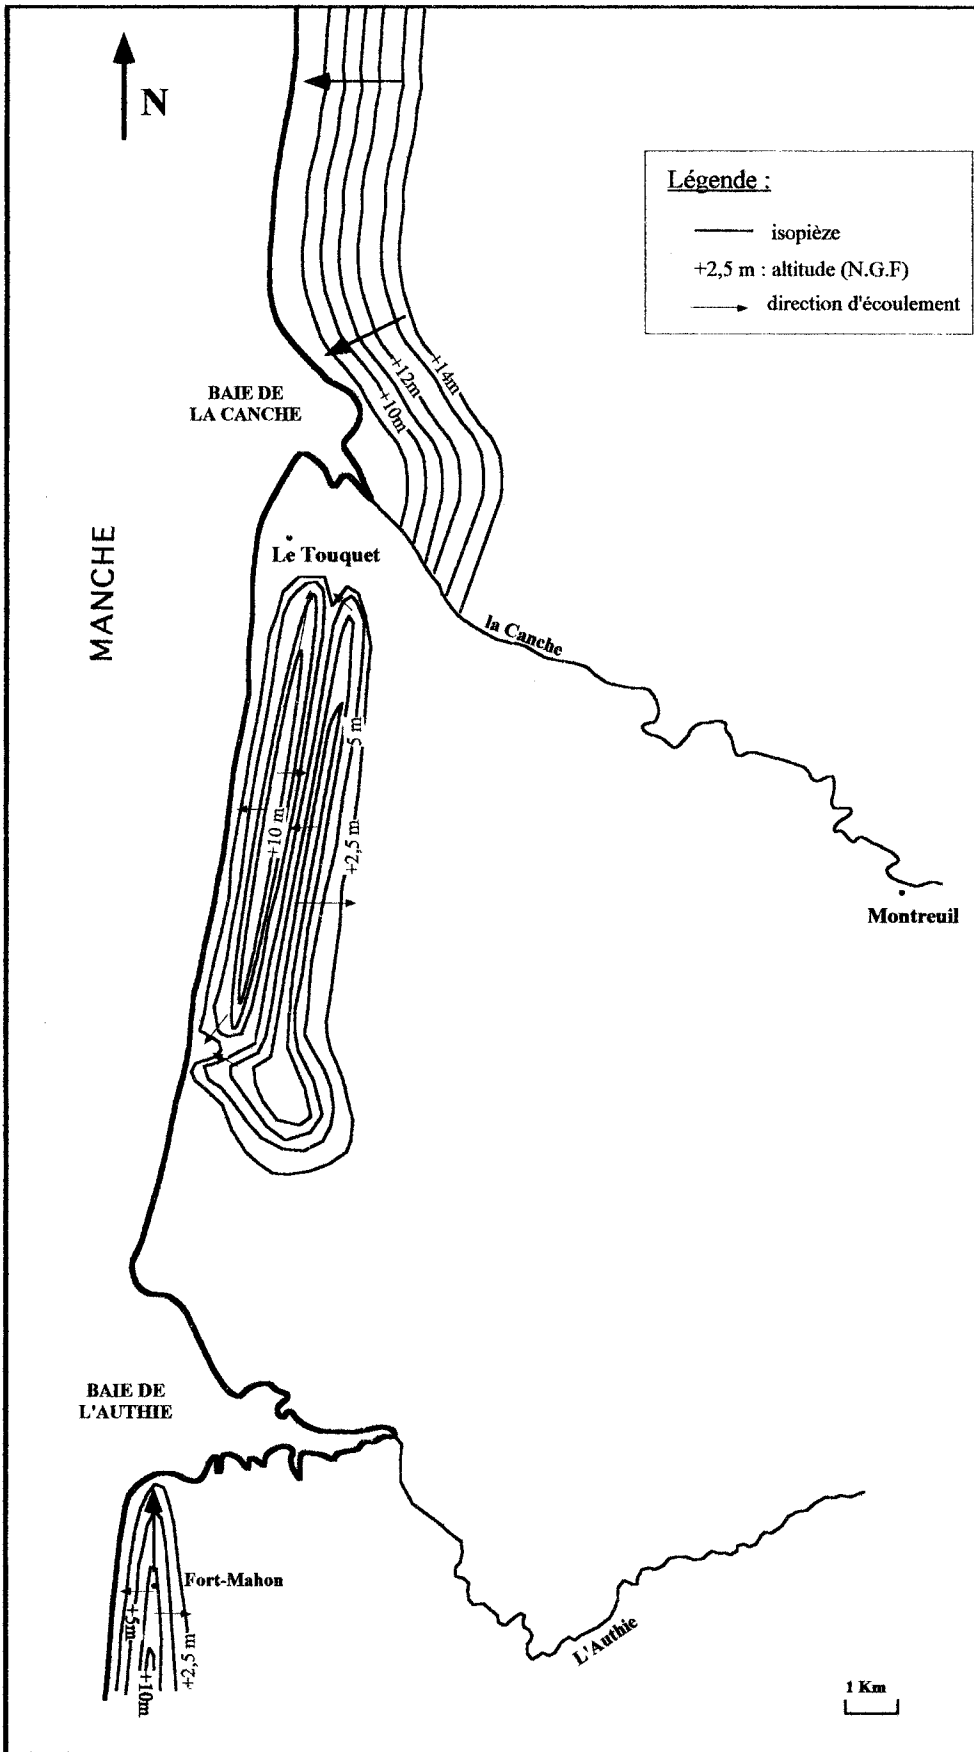 N
Légende :
isopièze
+2,5 m : altitude (N.G.F)
direction d'écoulement
+14m
+12m
+10m
BAIE DE
LA CANCHE
MANCHE
Le Touquet
la Canche
5 m
+10 m
+2,5 m
Montreuil
BAIE DE
L'AUTHIE
Fort-Mahon
+5m
+2,5 m
+10m
L'Authie
1 Km